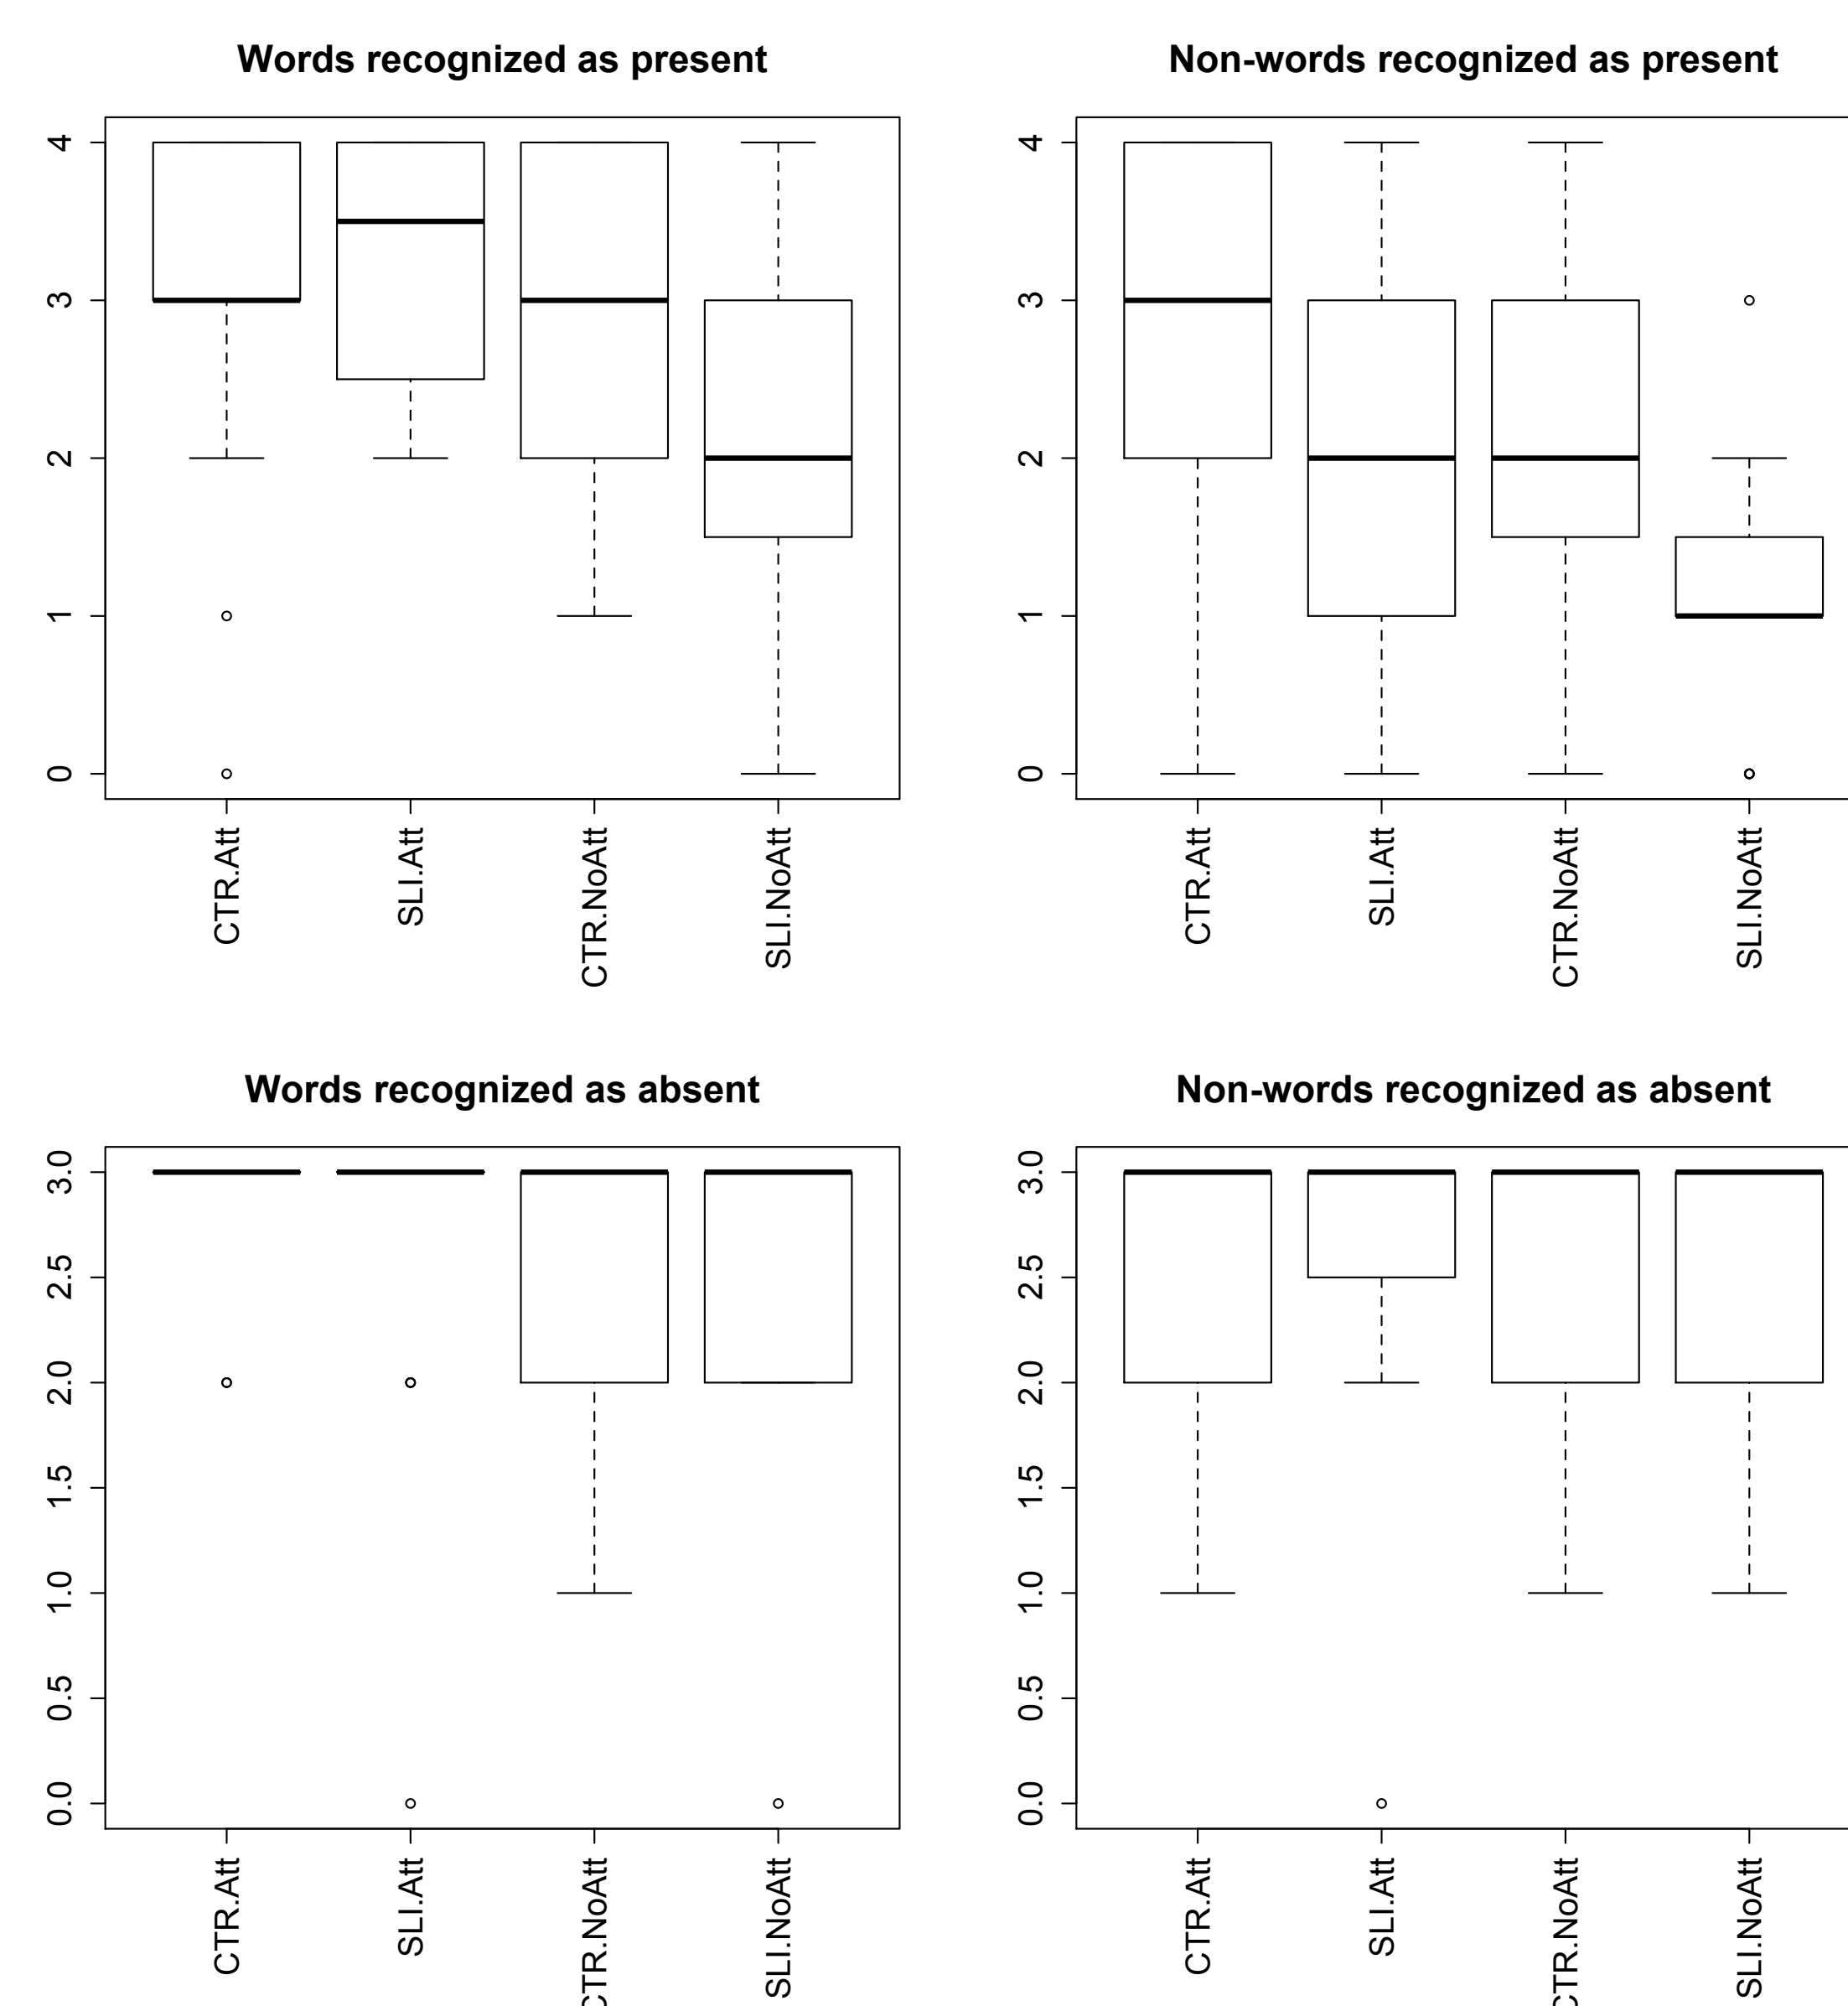 Words recognized as present
4
3
2
1
0
CTR.Att
SLI.Att
CTR.NoAtt
SLI.NoAtt
Non-words recognized as present
4
3
2
1
0
CTR.Att
SLI.Att
CTR.NoAtt
SLI.NoAtt
Words recognized as absent
3.0
2.5
2.0
1.5
1.0
0.5
0.0
CTR.Att
SLI.Att
CTR.NoAtt
SLI.NoAtt
Non-words recognized as absent
3.0
2.5
2.0
1.5
1.0
0.5
0.0
CTR.Att
SLI.Att
CTR.NoAtt
SLI.NoAtt